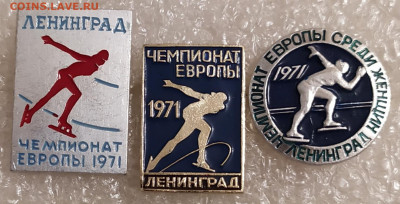 COINS.LAVE.RU
ЛЕНИНГРАД
ЧЕМПИОНАТ
ЕВРОПЫ 1971
ЧЕМПИОНАТ
ЕВРОПЫ
1971
ЛЕНИНГРАД
ЧЕМПИОНАТ ЕВРОПЫ СРЕДИ ЖЕНЩИН
1971
ЛЕНИНГРАД